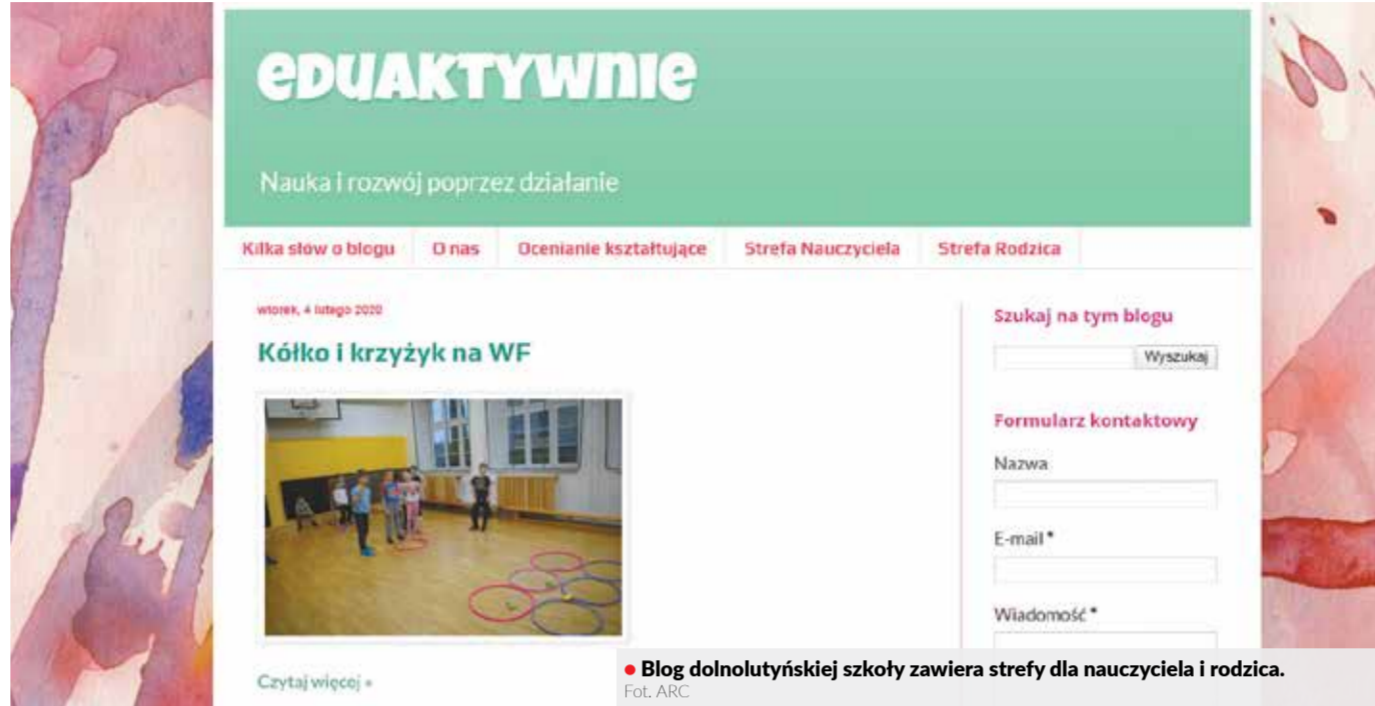 eduaktywnie
Nauka i rozwój poprzez działanie
Kilka słów o blogu O nas Ocenianie kształtujące Strefa Nauczyciela Strefa Rodzica
wtorek, 4 lutego 2020
Kółko i krzyżyk na WF
Czytaj więcej »
Szukaj na tym blogu
Wyszukaj
Formularz kontaktowy
Nazwa
E-mail *
Wiadomość *
• Blog dolnolutyńskiej szkoły zawiera strefy dla nauczyciela i rodzica.
Fot. ARC